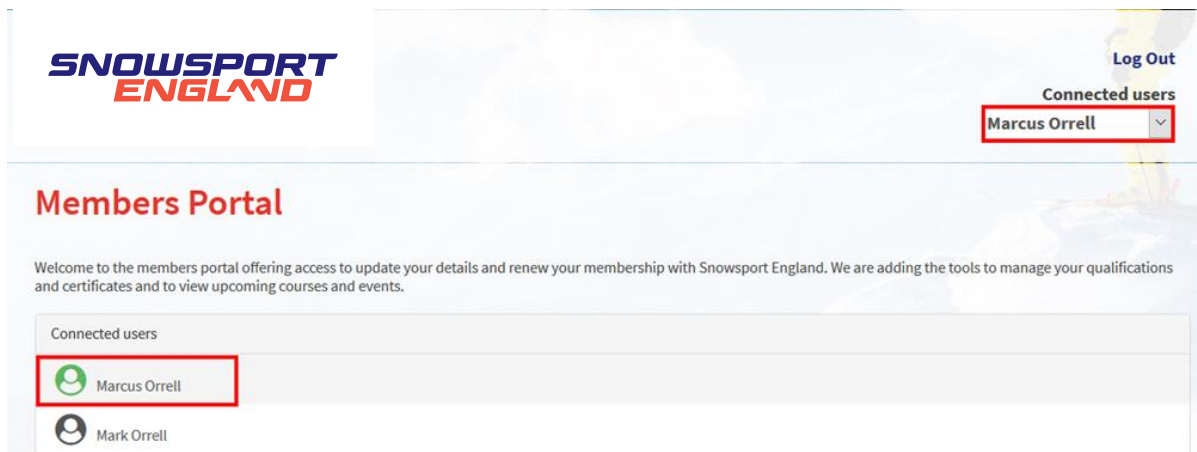 SNOWSPORT
ENGLAND
Log Out
Connected users
Marcus Orrell
Members Portal
Welcome to the members portal offering access to update your details and renew your membership with Snowsport England. We are adding the tools to manage your qualifications
and certificates and to view upcoming courses and events.
Connected users
Marcus Orrell
Mark Orrell